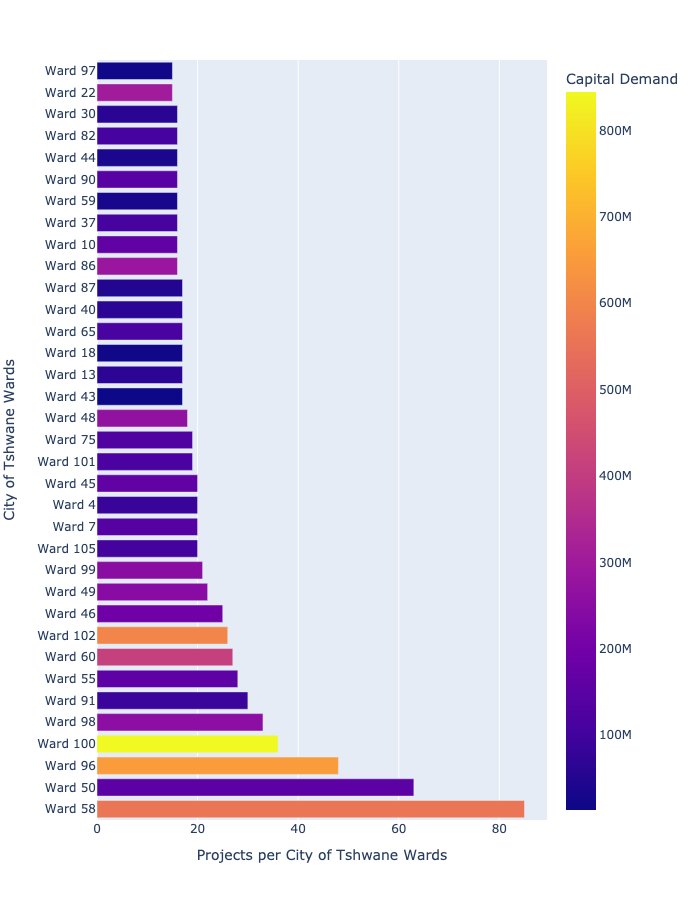 Capital Demand
Ward 97
Ward 22
Ward 30
Ward 82
Ward 44
Ward 90
Ward 59
Ward 37
Ward 10
Ward 86
Ward 87
Ward 40
Ward 65
Ward 18
Ward 13
Ward 43
Ward 48
Ward 75
Ward 101
Ward 45
Ward 4
Ward 7
Ward 105
Ward 99
Ward 49
Ward 46
Ward 102
Ward 60
Ward 55
Ward 91
Ward 98
Ward 100
Ward 96
Ward 50
Ward 58
City of Tshwane Wards
0 20 40 60 80
Projects per City of Tshwane Wards
800M
700M
600M
500M
400M
300M
200M
100M